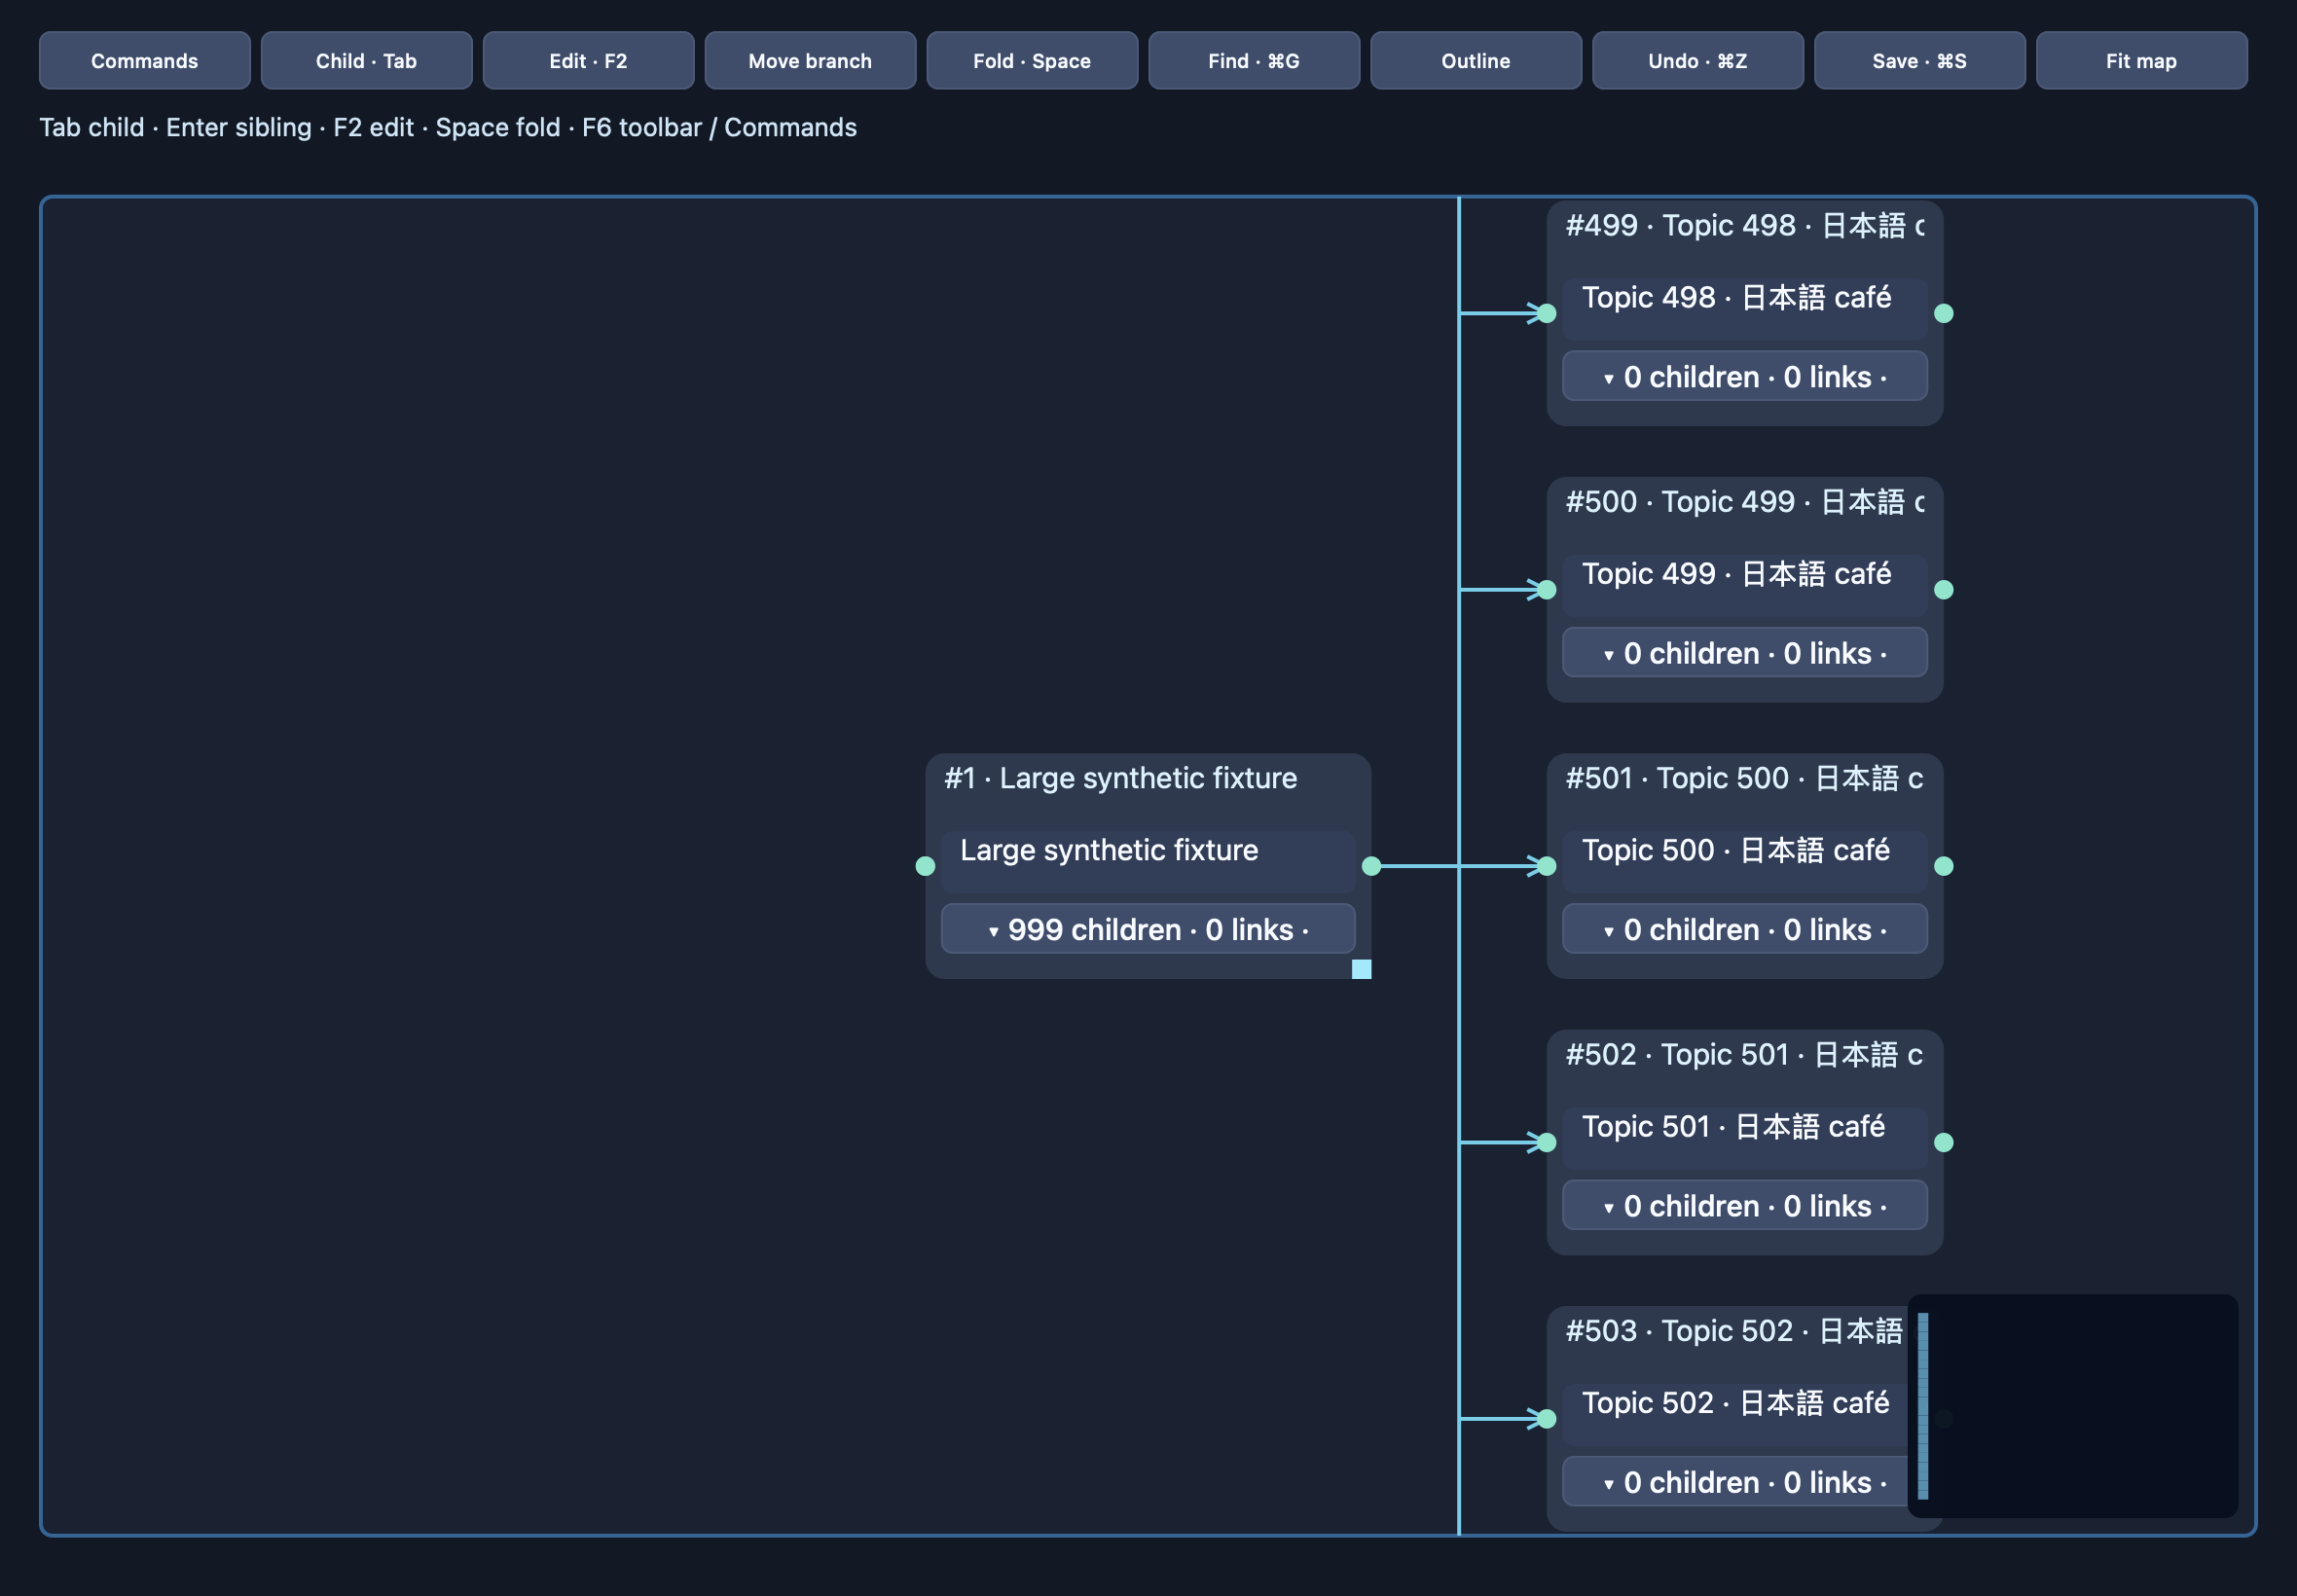 Commands
Child · Tab
Edit · F2
Move branch
Fold · Space
Find · ⌘G
Outline
Undo · ⌘Z
Save · ⌘S
Fit map
Tab child · Enter sibling · F2 edit · Space fold · F6 toolbar / Commands
#499 · Topic 498 · 日本語 c
Topic 498 · 日本語 café
▾ 0 children · 0 links ·
#500 · Topic 499 · 日本語 c
Topic 499 · 日本語 café
▾ 0 children · 0 links ·
#1 · Large synthetic fixture
Large synthetic fixture
▾ 999 children · 0 links ·
#501 · Topic 500 · 日本語 c
Topic 500 · 日本語 café
▾ 0 children · 0 links ·
#502 · Topic 501 · 日本語 c
Topic 501 · 日本語 café
▾ 0 children · 0 links ·
#503 · Topic 502 · 日本語
Topic 502 · 日本語 café
▾ 0 children · 0 links ·